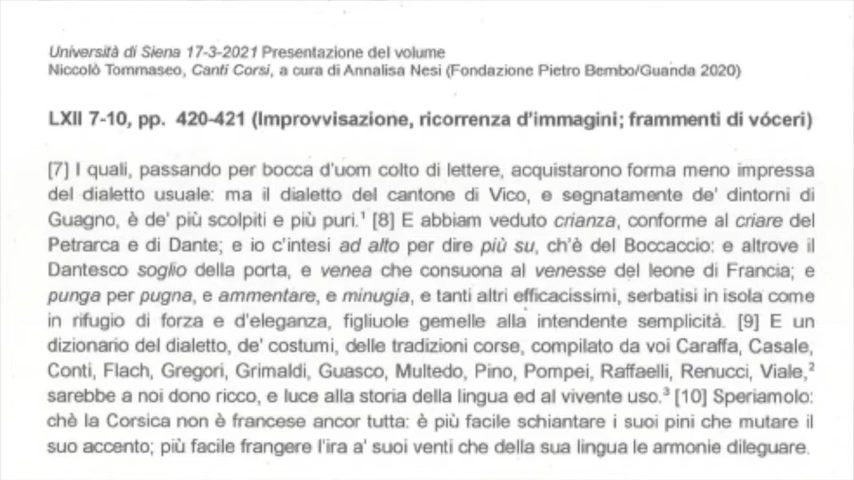 Università di Siena 17-3-2021 Presentazione del volume
Niccolò Tommaseo, Canti Corsi, a cura di Annalisa Nesi (Fondazione Pietro Bembo/Guanda 2020)
LXII 7-10, pp. 420-421 (Improvvisazione, ricorrenza d'immagini; frammenti di vóceri)
[7] I quali, passando per bocca d'uom colto di lettere, acquistarono forma meno impressa
del dialetto usuale: ma il dialetto del cantone di Vico, e segnatamente de' dintorni di
Guagno, è de' più scolpiti e più puri.¹ [8] E abbiam veduto crianza, conforme al criare del
Petrarca e di Dante; e io c'intesi ad alto per dire più su, ch'è del Boccaccio: e altrove il
Dantesco soglio della porta, e venea che consuona al venesse del leone di Francia; e
punga per pugna, e ammentare, e minugia, e tanti altri efficacissimi, serbatisi in isola come
in rifugio di forza e d'eleganza, figliuole gemelle alla intendente semplicità. [9] E un
dizionario del dialetto, de' costumi, delle tradizioni corse, compilato da voi Caraffa, Casale,
Conti, Flach, Gregori, Grimaldi, Guasco, Multedo, Pino, Pompei, Raffaelli, Renucci, Viale,²
sarebbe a noi dono ricco, e luce alla storia della lingua ed al vivente uso.³ [10] Speriamolo:
chè la Corsica non è francese ancor tutta: è più facile schiantare i suoi pini che mutare il
suo accento; più facile frangere l'ira a' suoi venti che della sua lingua le armonie dileguare.